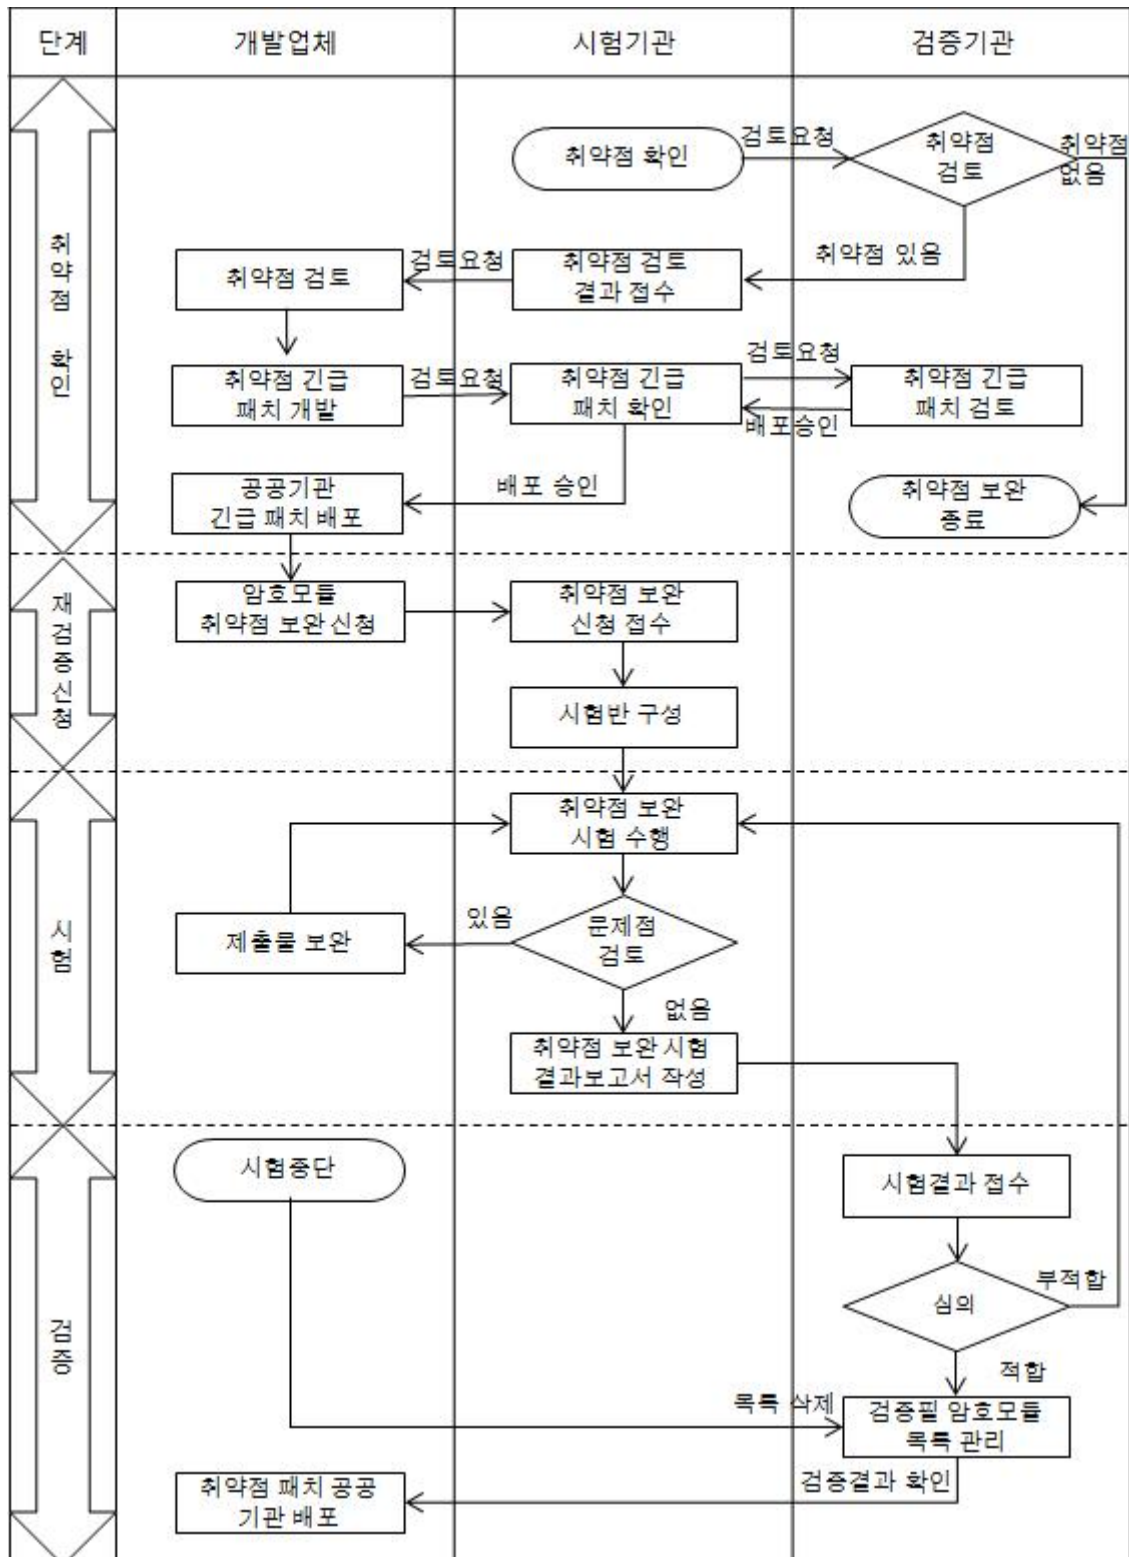 단계
개발업체
시험기관
검증기관
취약점 확인
취약점 확인
검토요청
취약점
검토
취약점
없음
취약점 있음
취약점 검토
결과 접수
검토요청
취약점 검토
취약점 긴급
패치 개발
검토요청
취약점 긴급
패치 확인
검토요청
취약점 긴급
패치 검토
배포승인
배포 승인
공공기관
긴급 패치 배포
취약점 보완
종료
재검증신청
암호모듈
취약점 보완 신청
취약점 보완
신청 접수
시험반 구성
시험
취약점 보완
시험 수행
문제점
검토
있음
제출물 보완
없음
취약점 보완 시험
결과보고서 작성
검증
시험중단
시험결과 접수
심의
부적합
적합
목록 삭제
검증필 암호모듈
목록 관리
검증결과 확인
취약점 패치 공공
기관 배포